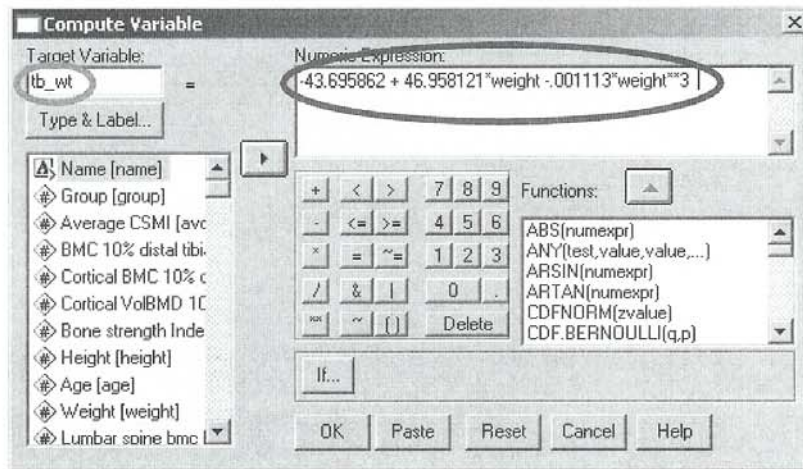 Compute Variable
Target Variable:
tb_wt
=
Numeric Expression:
-43.695862 + 46.958121*weight -.001113*weight**3
Type & Label...
Name [name]
Group [group]
Average CSMI [avc
BMC 10% distal tibi
Cortical BMC 10% c
Cortical VolBMD 10
Bone strength Inde
Height [height]
Age [age]
Weight [weight]
Lumbar spine bmc [
+ < > 7 8 9
- <= >= 4 5 6
* = ~= 1 2 3
/ & | 0 .
** ~ () Delete
Functions:
ABS(numexpr)
ANY(test,value,value,...)
ARSIN(numexpr)
ARTAN(numexpr)
CDFNORM(zvalue)
CDF.BERNOULLI(q,p)
If...
OK Paste Reset Cancel Help